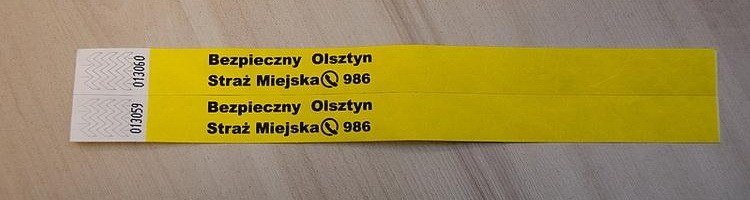 013060
Bezpieczny Olsztyn
Straż Miejska 986
013059
Bezpieczny Olsztyn
Straż Miejska 986